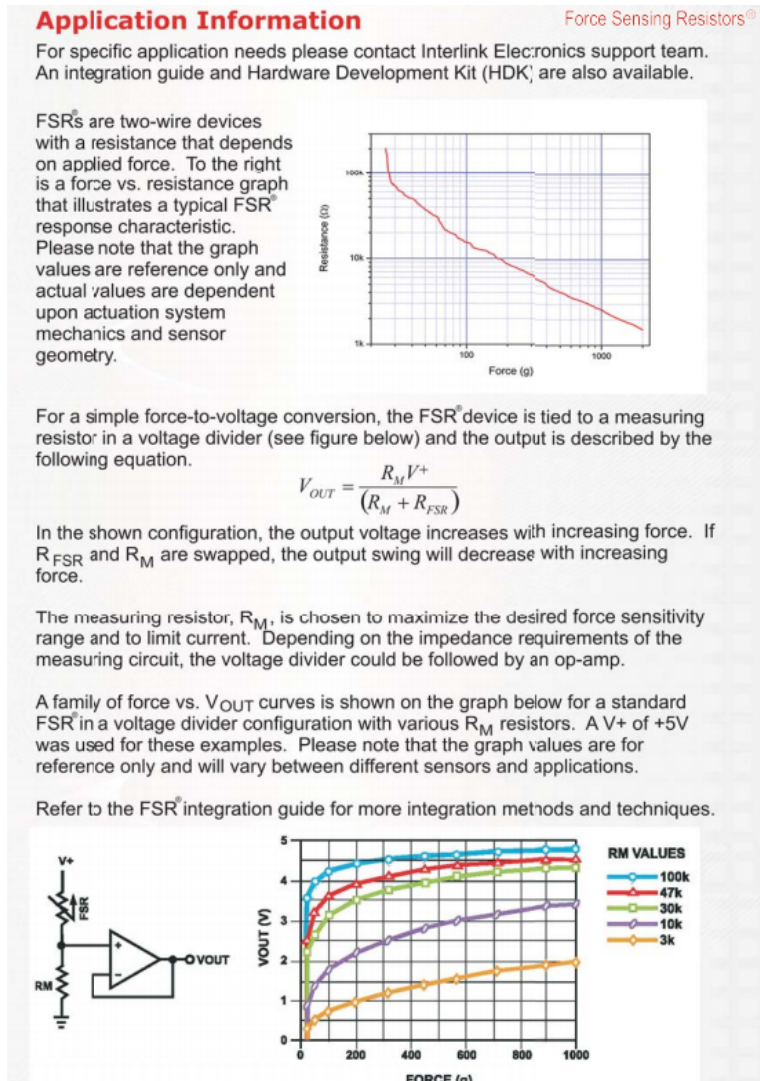 Application Information
Force Sensing Resistors®
For specific application needs please contact Interlink Electronics support team.
An integration guide and Hardware Development Kit (HDK) are also available.
FSRs® are two-wire devices
with a resistance that depends
on applied force. To the right
is a force vs. resistance graph
that illustrates a typical FSR®
response characteristic.
Please note that the graph
values are reference only and
actual values are dependent
upon actuation system
mechanics and sensor
geometry.
Resistance (Ω)
100k
10k
1k
100
1000
Force (g)
For a simple force-to-voltage conversion, the FSR® device is tied to a measuring
resistor in a voltage divider (see figure below) and the output is described by the
following equation.
V_OUT = R_M V+ / (R_M + R_FSR)
In the shown configuration, the output voltage increases with increasing force. If
R_FSR and R_M are swapped, the output swing will decrease with increasing
force.
The measuring resistor, R_M, is chosen to maximize the desired force sensitivity
range and to limit current. Depending on the impedance requirements of the
measuring circuit, the voltage divider could be followed by an op-amp.
A family of force vs. V_OUT curves is shown on the graph below for a standard
FSR® in a voltage divider configuration with various R_M resistors. A V+ of +5V
was used for these examples. Please note that the graph values are for
reference only and will vary between different sensors and applications.
Refer to the FSR® integration guide for more integration methods and techniques.
V+
FSR
RM
+
-
VOUT
VOUT (V)
5
4
3
2
1
0
0 200 400 600 800 1000
FORCE (g)
RM VALUES
100k
47k
30k
10k
3k